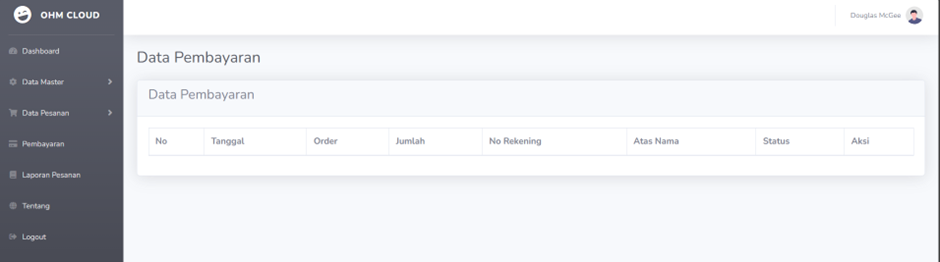 OHM CLOUD
Douglas McGee
Dashboard
Data Master
Data Pesanan
Pembayaran
Laporan Pesanan
Tentang
Logout
Data Pembayaran
Data Pembayaran
No Tanggal Order Jumlah No Rekening Atas Nama Status Aksi